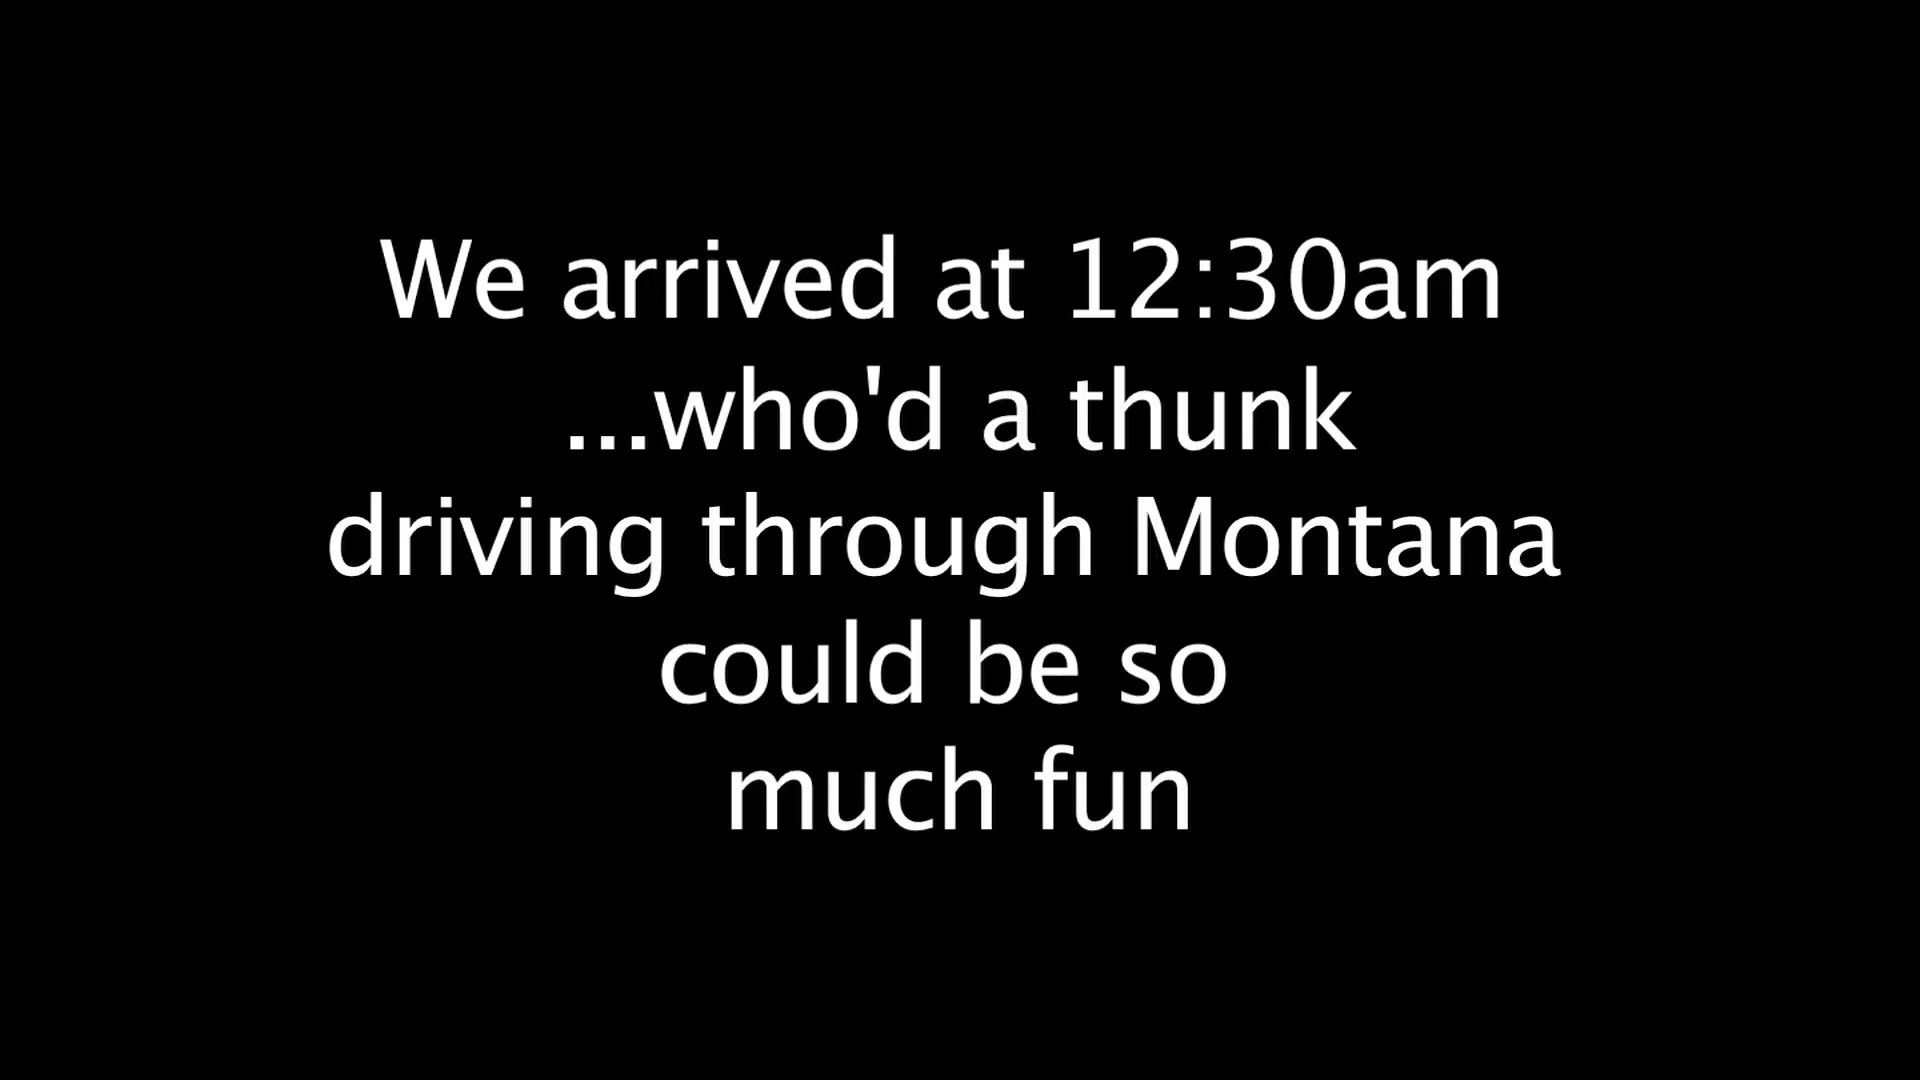 We arrived at 12:30am
...who'd a thunk
driving through Montana
could be so
much fun